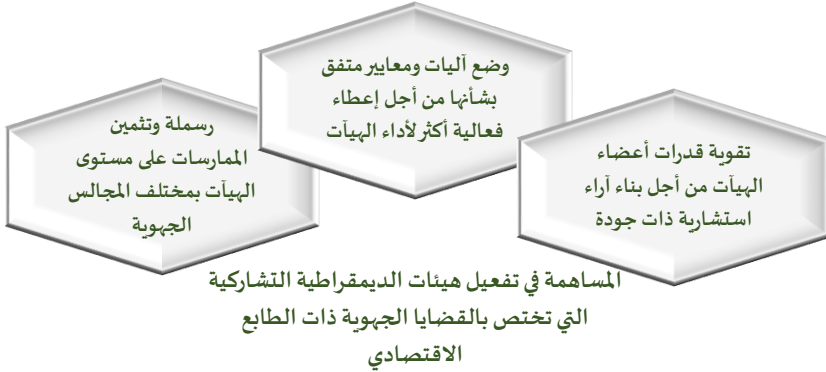 تقوية قدرات أعضاء
الهيآت من أجل بناء آراء
استشارية ذات جودة
وضع آليات ومعايير متفق
بشأنها من أجل إعطاء
فعالية أكثر لأداء الهيآت
رسملة وتثمين
الممارسات على مستوى
الهيآت بمختلف المجالس
الجهوية
المساهمة في تفعيل هيئات الديمقراطية التشاركية
التي تختص بالقضايا الجهوية ذات الطابع
الاقتصادي